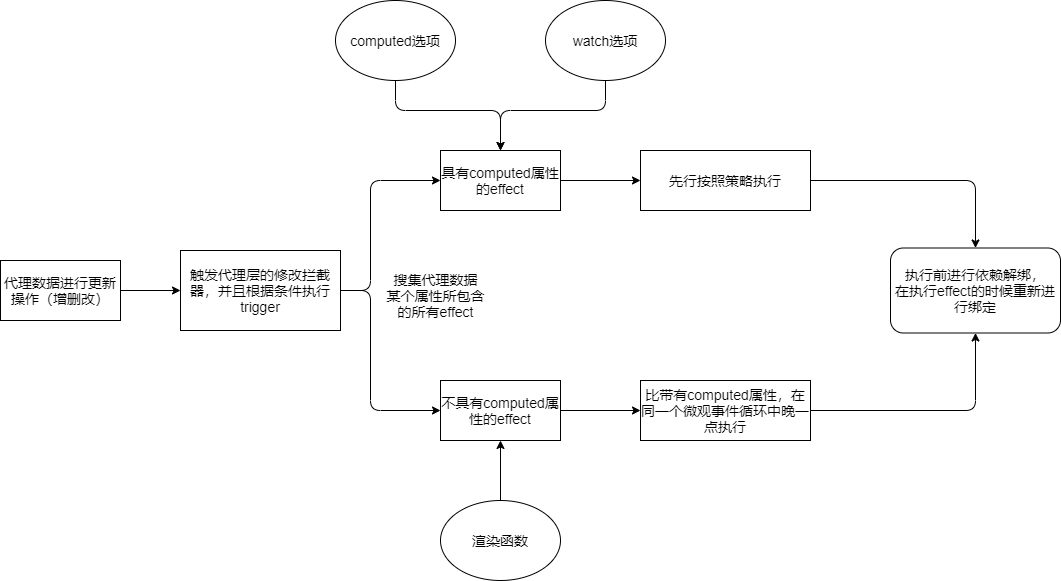 computed选项
watch选项
具有computed属性
的effect
先行按照策略执行
代理数据进行更新
操作（增删改）
触发代理层的修改拦截
器，并且根据条件执行
trigger
搜集代理数据
某个属性所包含
的所有effect
执行前进行依赖解绑，
在执行effect的时候重新进
行绑定
不具有computed属
性的effect
比带有computed属性，在
同一个微观事件循环中晚一
点执行
渲染函数